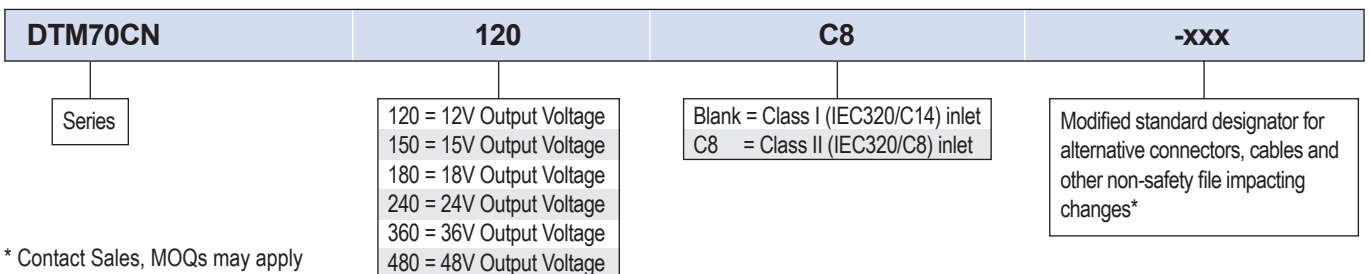 DTM70CN 120 C8 -xxx
Series
120 = 12V Output Voltage
150 = 15V Output Voltage
180 = 18V Output Voltage
240 = 24V Output Voltage
360 = 36V Output Voltage
480 = 48V Output Voltage
Blank = Class I (IEC320/C14) inlet
C8 = Class II (IEC320/C8) inlet
Modified standard designator for
alternative connectors, cables and
other non-safety file impacting
changes*
* Contact Sales, MOQs may apply